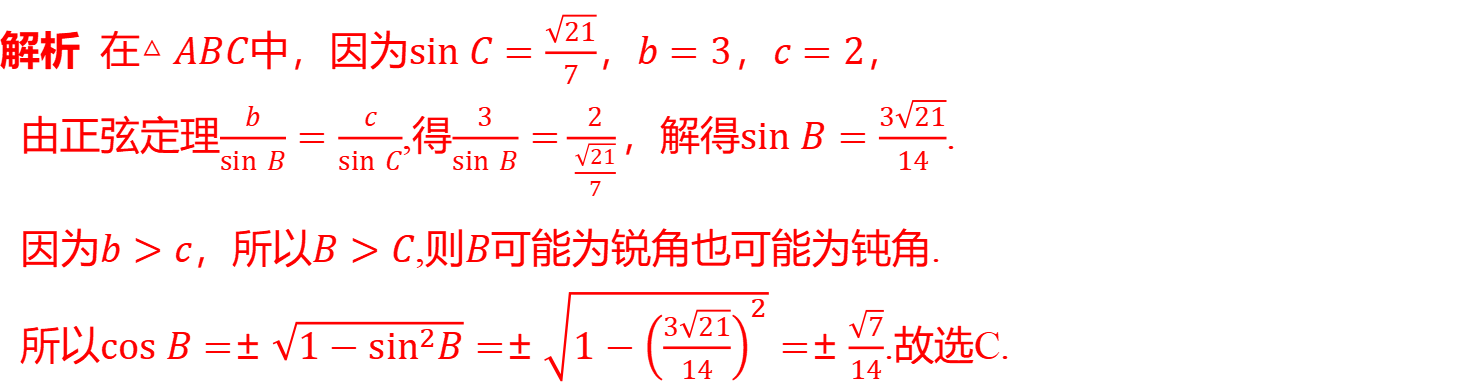 解析 在△ ABC中，因为sin C = √21/7，b = 3，c = 2，
由正弦定理b/sin B = c/sin C,得3/sin B = 2/(√21/7)，解得sin B = 3√21/14.
因为b > c，所以B > C,则B可能为锐角也可能为钝角.
所以cos B =± √(1 − sin²B) =± √(1 − (3√21/14)²) =± √7/14.故选C.